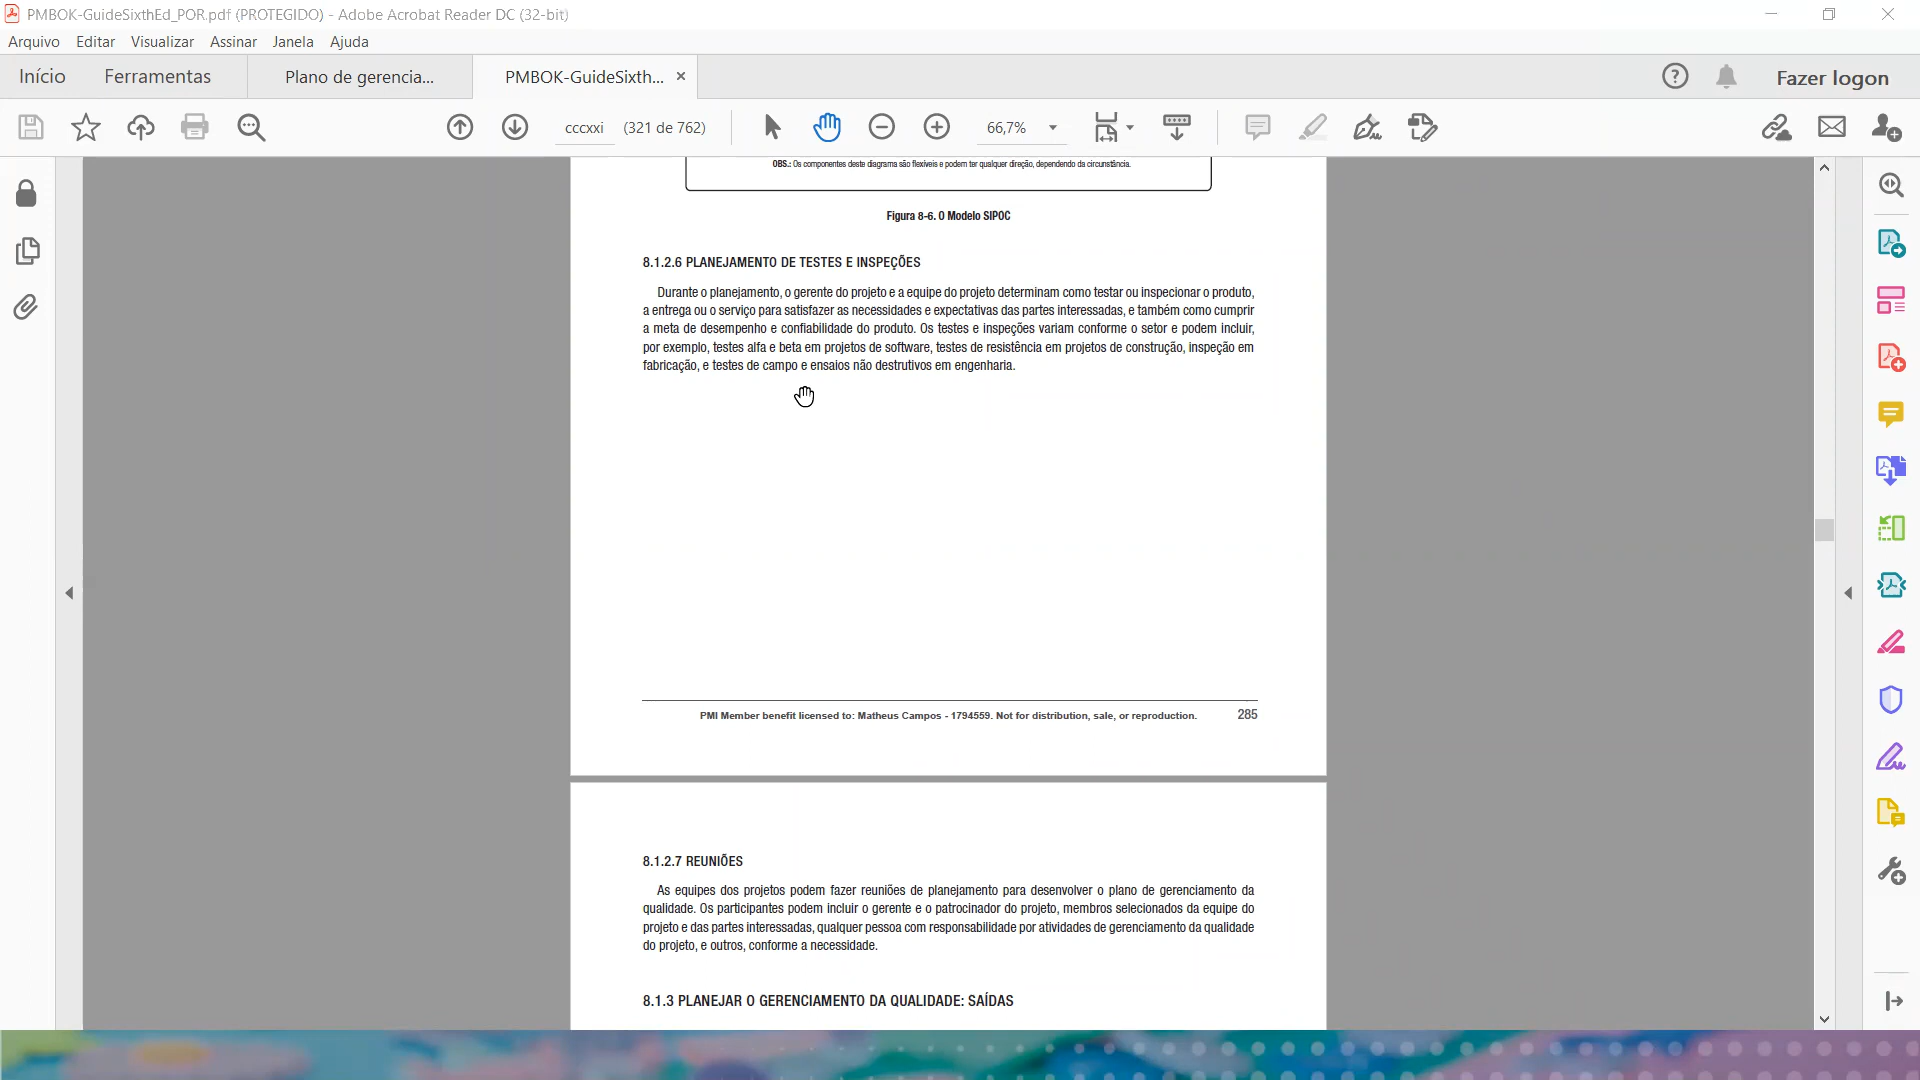 PMBOK-GuideSixthEd_POR.pdf (PROTEGIDO) - Adobe Acrobat Reader DC (32-bit)
Arquivo Editar Visualizar Assinar Janela Ajuda
Início Ferramentas Plano de gerencia... PMBOK-GuideSixth... × Fazer logon
cccxxi (321 de 762) 66,7%
OBS.: Os componentes deste diagrama são flexíveis e podem ter qualquer direção, dependendo da circunstância.
Figura 8-6. O Modelo SIPOC
8.1.2.6 PLANEJAMENTO DE TESTES E INSPEÇÕES
Durante o planejamento, o gerente do projeto e a equipe do projeto determinam como testar ou inspecionar o produto,
a entrega ou o serviço para satisfazer as necessidades e expectativas das partes interessadas, e também como cumprir
a meta de desempenho e confiabilidade do produto. Os testes e inspeções variam conforme o setor e podem incluir,
por exemplo, testes alfa e beta em projetos de software, testes de resistência em projetos de construção, inspeção em
fabricação, e testes de campo e ensaios não destrutivos em engenharia.
PMI Member benefit licensed to: Matheus Campos - 1794559. Not for distribution, sale, or reproduction. 285
8.1.2.7 REUNIÕES
As equipes dos projetos podem fazer reuniões de planejamento para desenvolver o plano de gerenciamento da
qualidade. Os participantes podem incluir o gerente e o patrocinador do projeto, membros selecionados da equipe do
projeto e das partes interessadas, qualquer pessoa com responsabilidade por atividades de gerenciamento da qualidade
do projeto, e outros, conforme a necessidade.
8.1.3 PLANEJAR O GERENCIAMENTO DA QUALIDADE: SAÍDAS